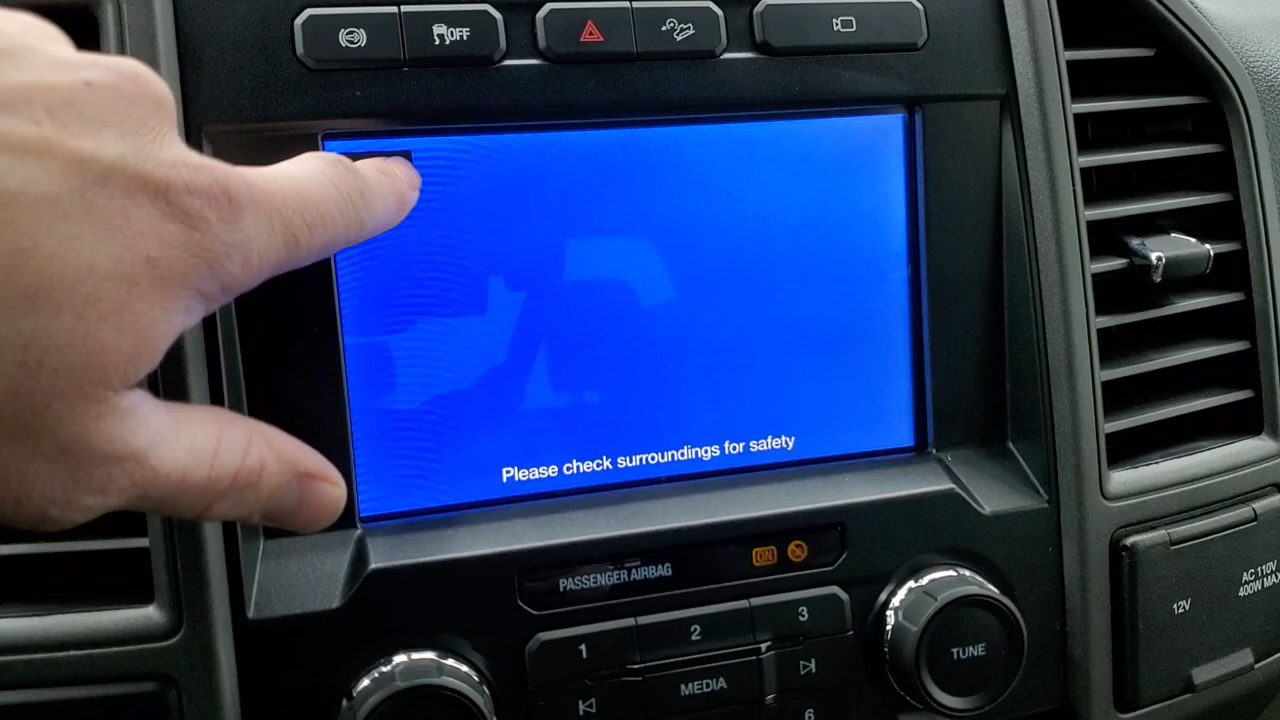 OFF
Please check surroundings for safety
PASSENGER AIRBAG
ON
1
2
3
TUNE
MEDIA
6
12V
AC 110V
400W MAX